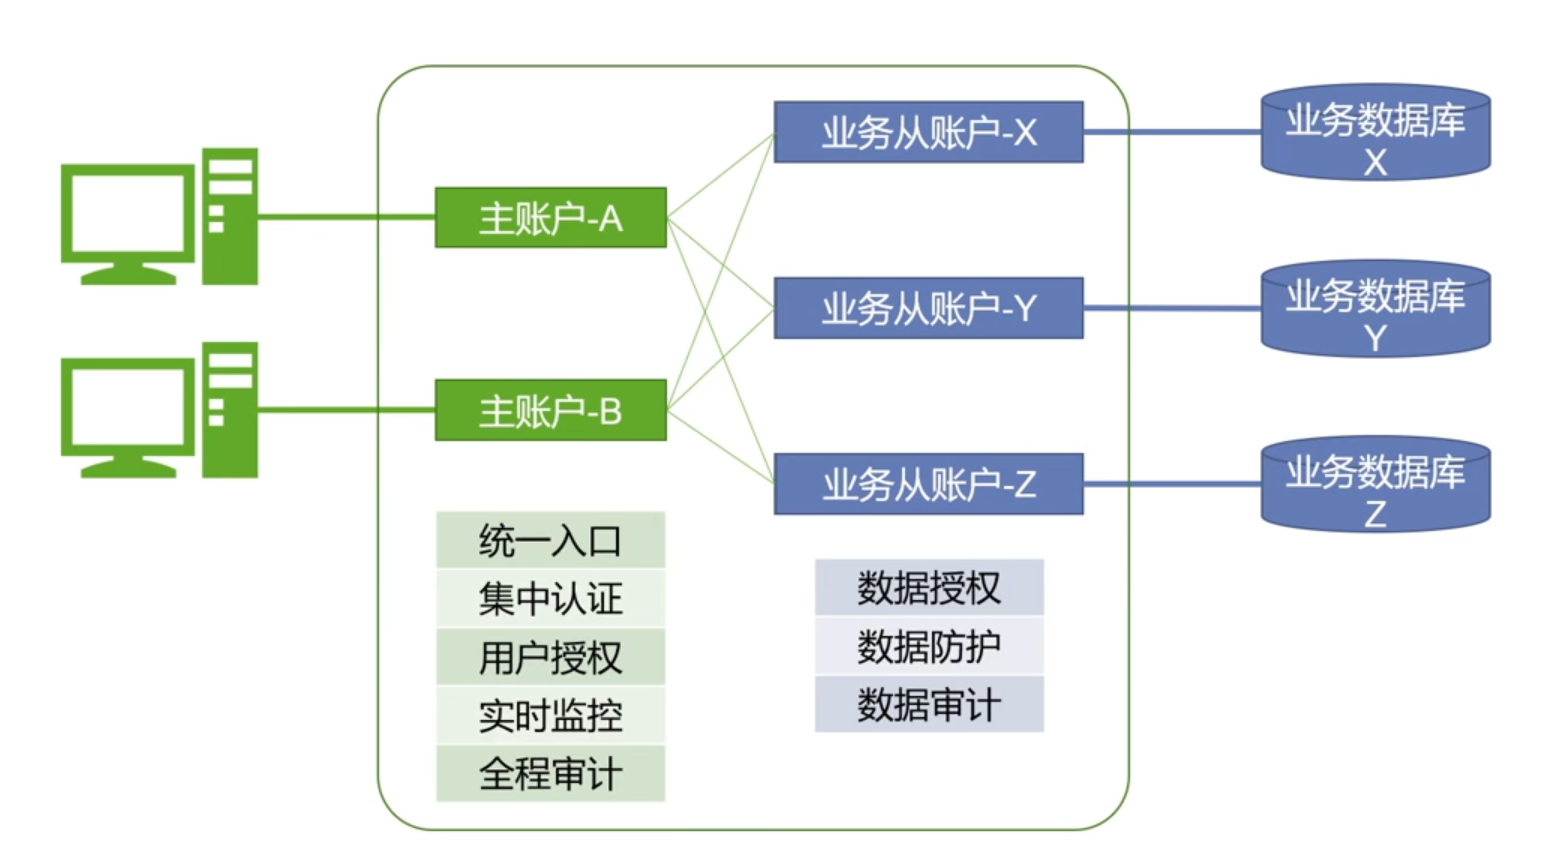 业务从账户-X
业务数据库
X
主账户-A
业务从账户-Y
业务数据库
Y
主账户-B
业务从账户-Z
业务数据库
Z
统一入口
集中认证
用户授权
实时监控
全程审计
数据授权
数据防护
数据审计